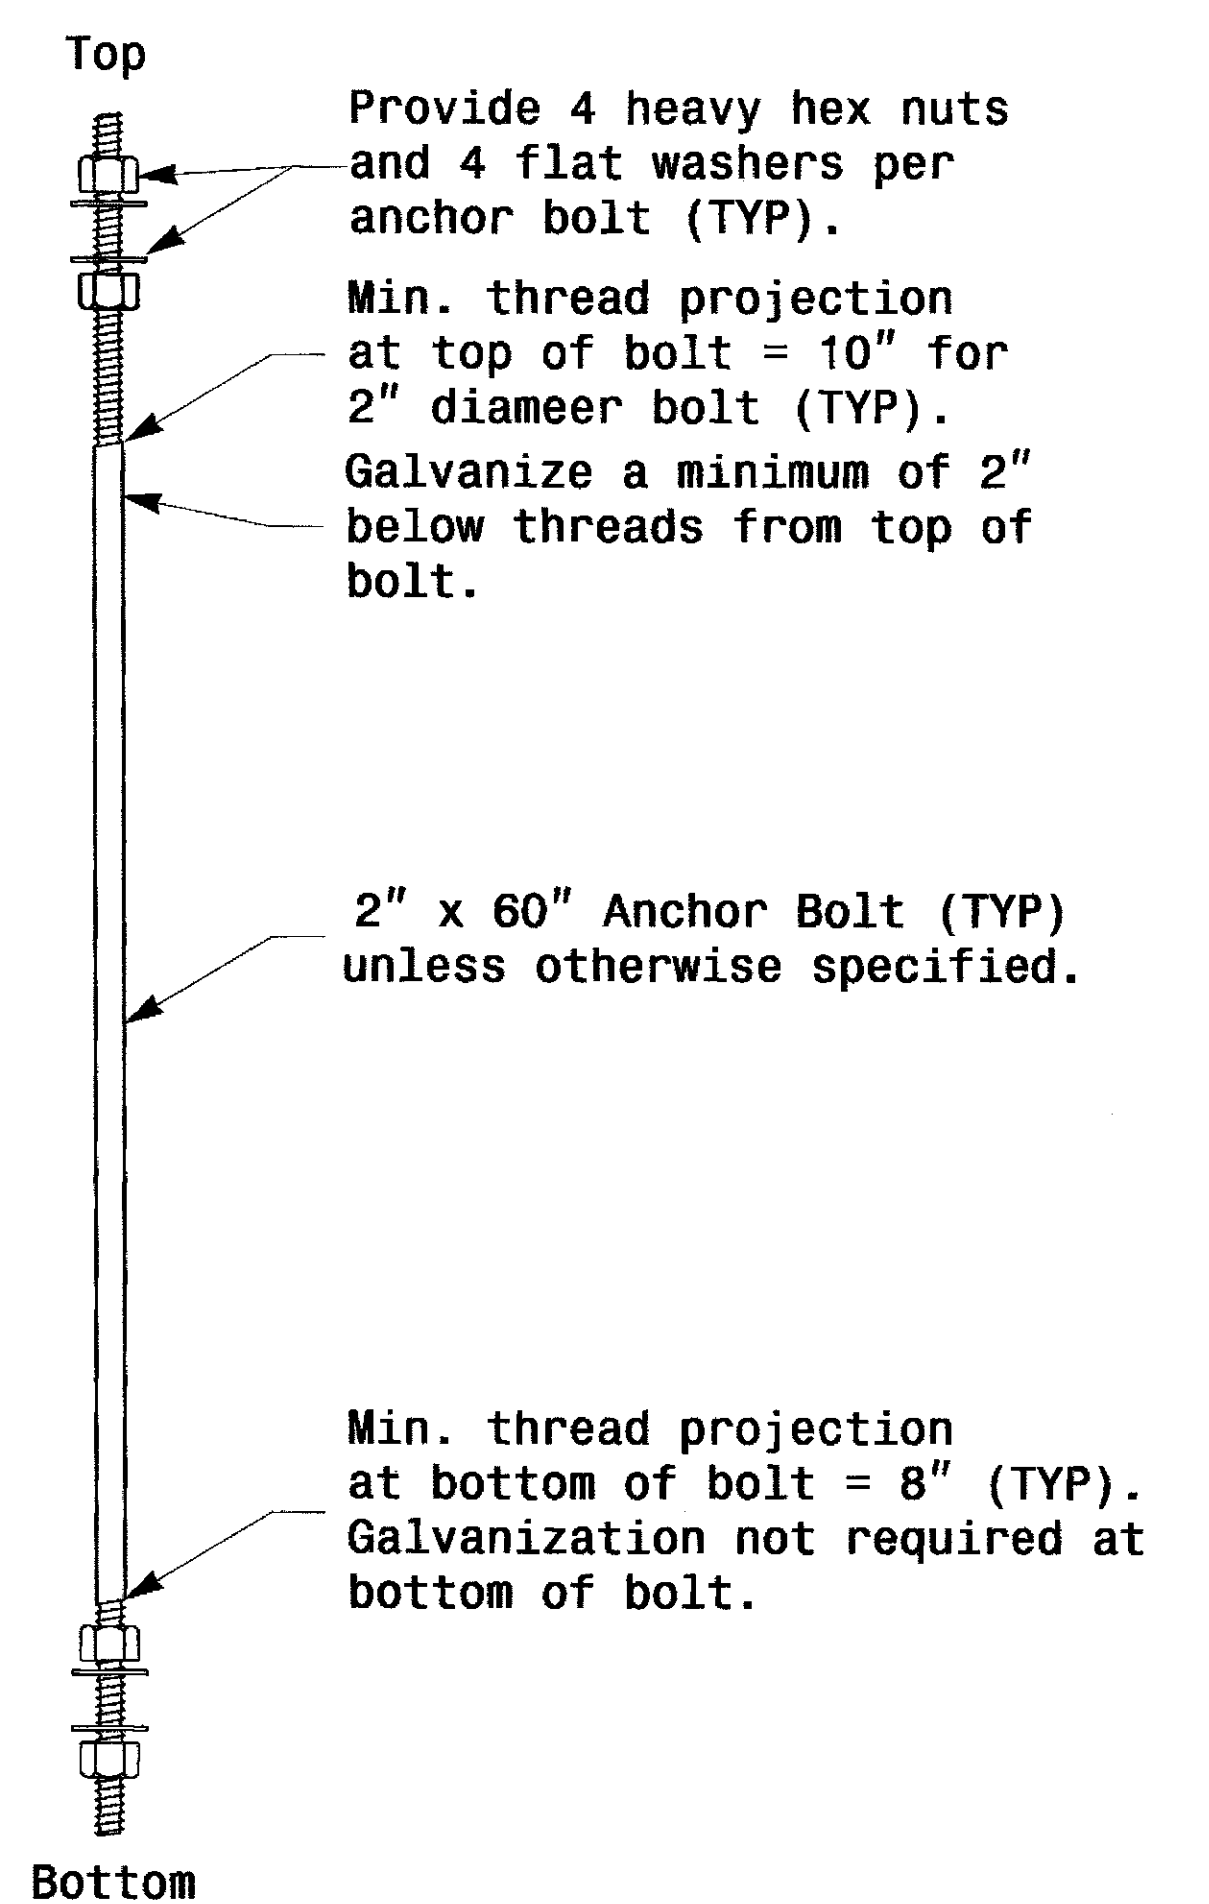 Top
Provide 4 heavy hex nuts
and 4 flat washers per
anchor bolt (TYP).
Min. thread projection
at top of bolt = 10" for
2" diameer bolt (TYP).
Galvanize a minimum of 2"
below threads from top of
bolt.
2" x 60" Anchor Bolt (TYP)
unless otherwise specified.
Min. thread projection
at bottom of bolt = 8" (TYP).
Galvanization not required at
bottom of bolt.
Bottom